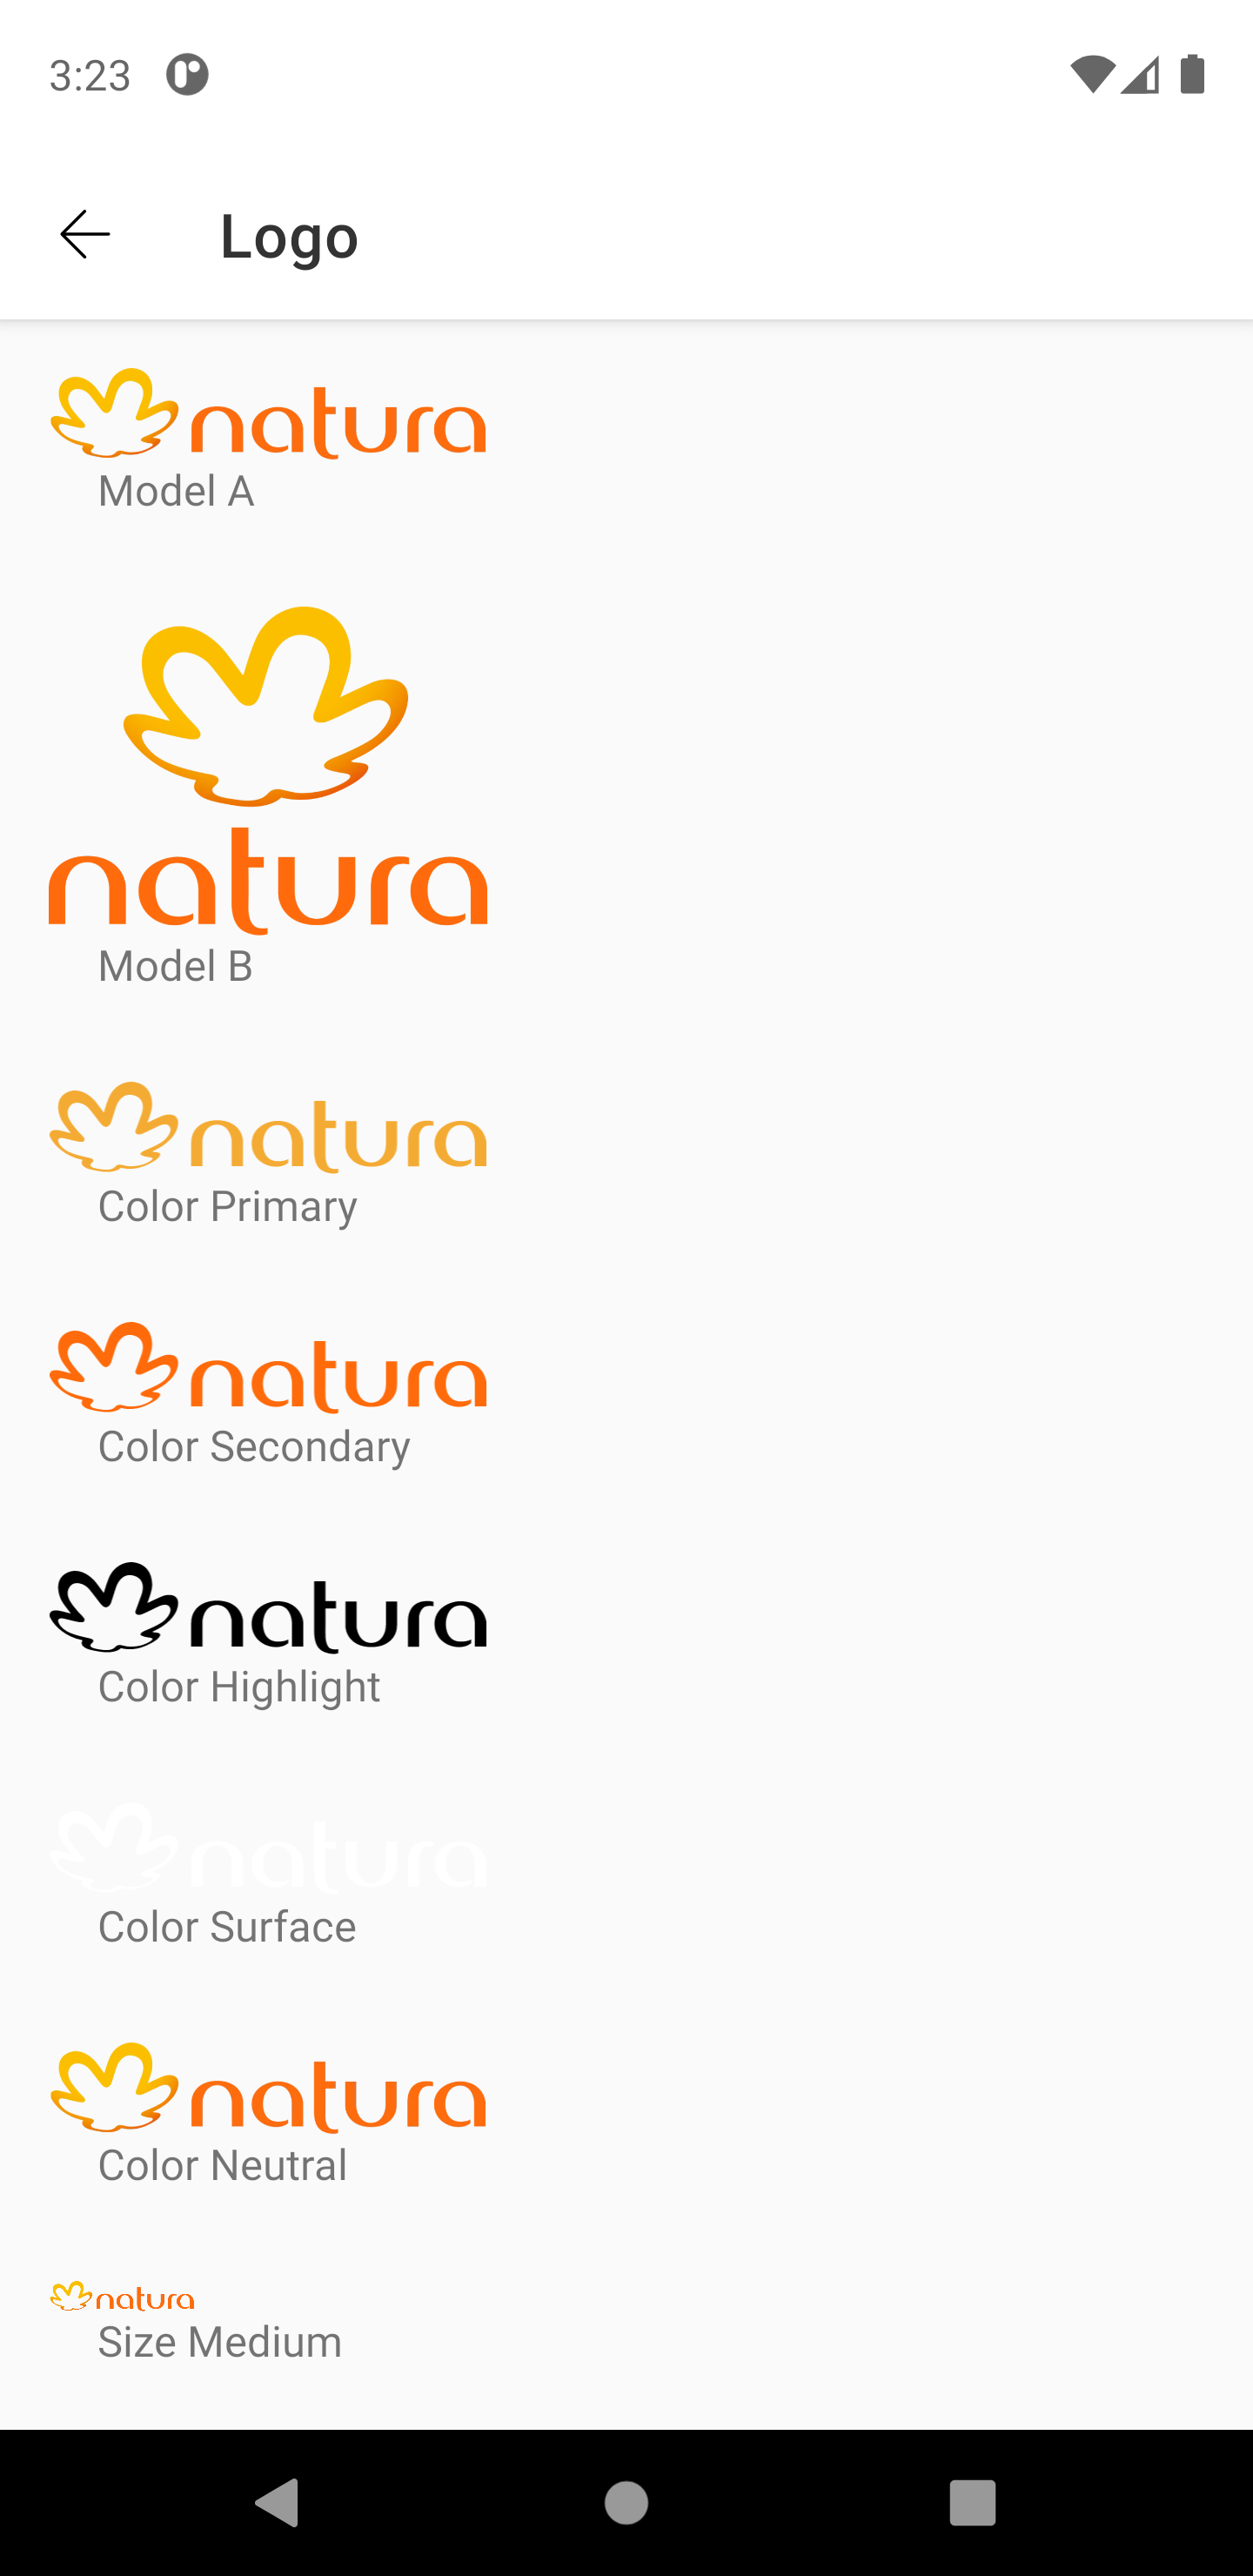 3:23
Logo
natura
Model A
natura
Model B
natura
Color Primary
natura
Color Secondary
natura
Color Highlight
natura
Color Surface
natura
Color Neutral
natura
Size Medium